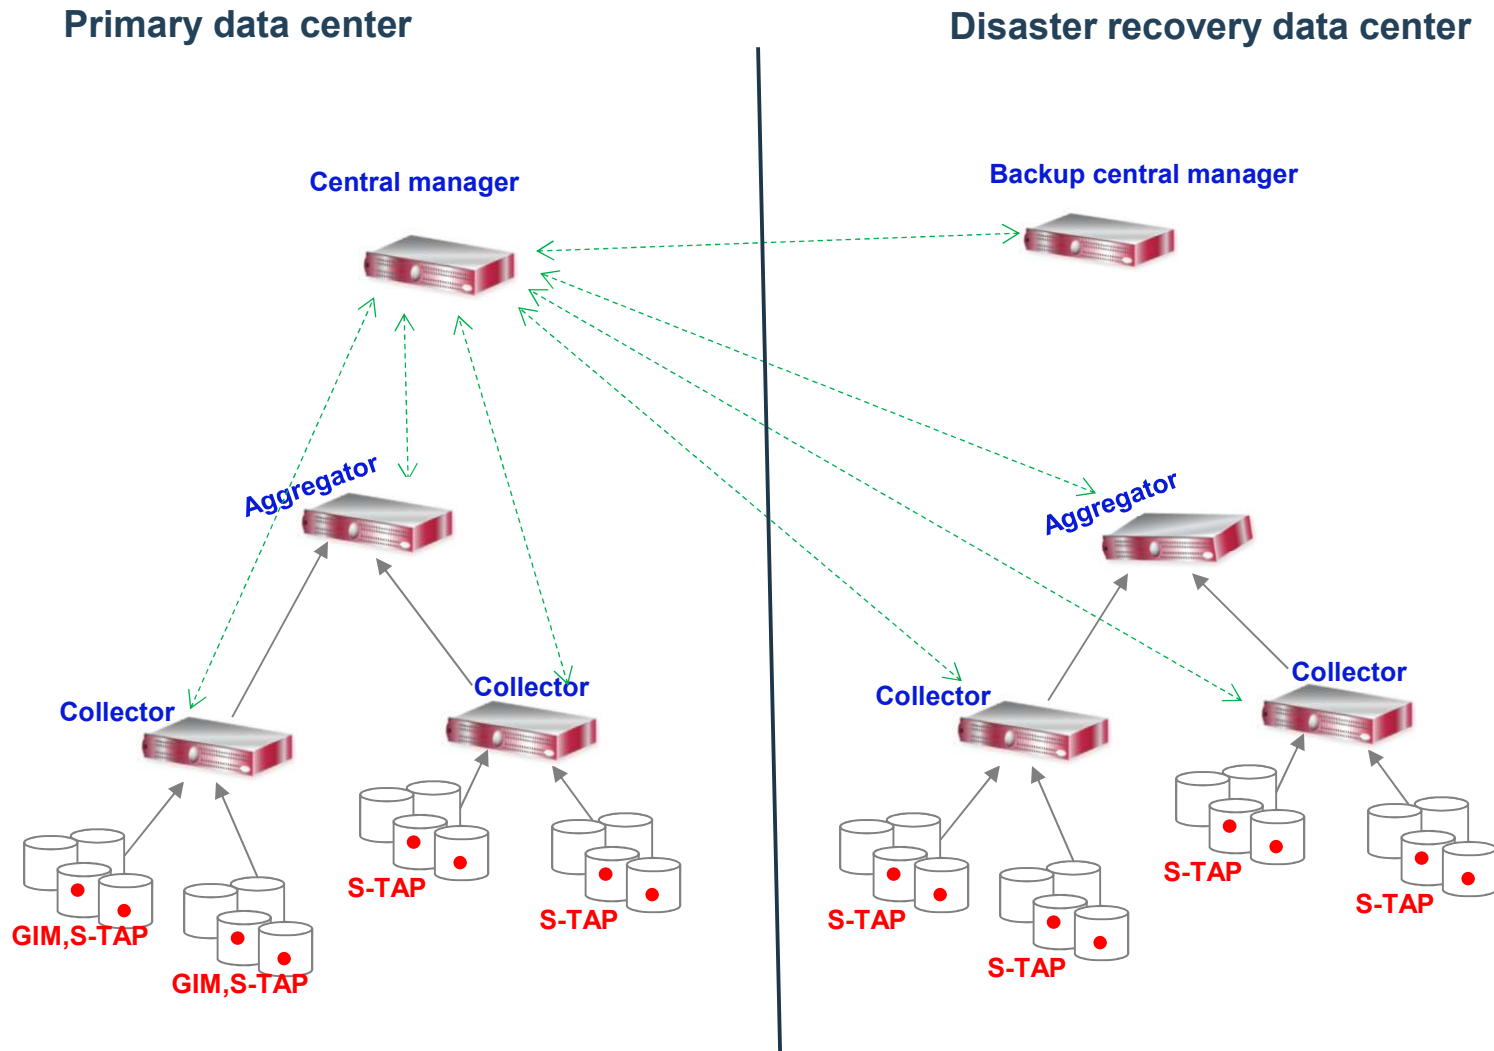 Primary data center
Disaster recovery data center
Central manager
Backup central manager
Aggregator
Aggregator
Collector
Collector
Collector
Collector
GIM,S-TAP
GIM,S-TAP
S-TAP
S-TAP
S-TAP
S-TAP
S-TAP
S-TAP